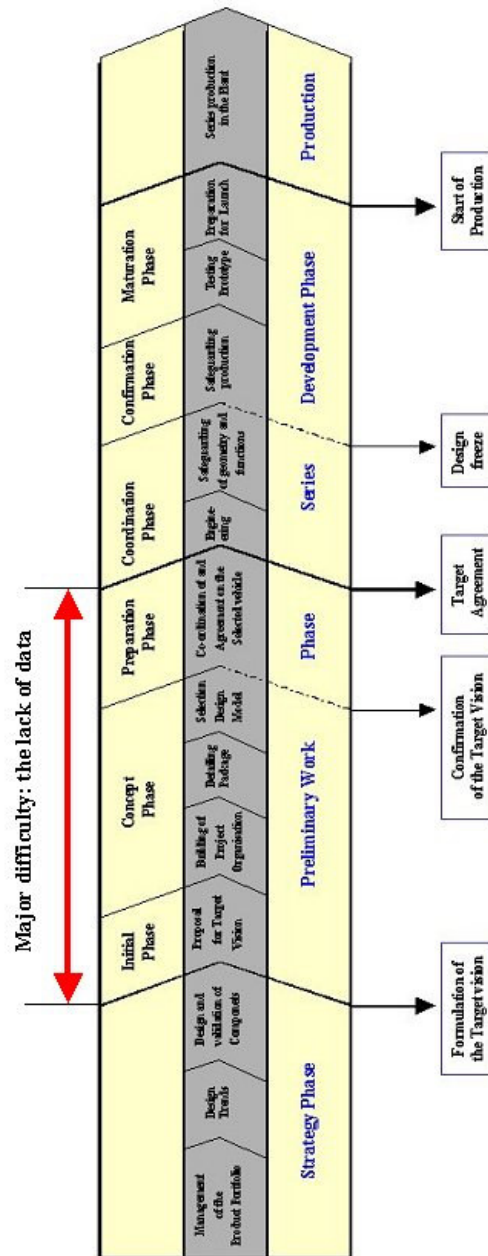 Major difficulty: the lack of data
Initial
Phase
Concept
Phase
Preparation
Phase
Coordination
Phase
Confirmation
Phase
Maturation
Phase
Management
of the
Product Portfolio
Design
Trends
Design and
validation of
Components
Proposal
for Target
Vision
Building of
Project
Organisation
Detailing
Package
Selection
Design
Model
Co-ordination of and
Agreement on the
Selected vehicle
Engine-
ering
Safeguarding
of geometry and
functions
Safeguarding
production
Testing
Prototype
Preparation
for Launch
Series production
in the Plant
Strategy Phase
Preliminary Work
Phase
Series
Development Phase
Production
Formulation of
the Target vision
Confirmation
of the Target Vision
Target
Agreement
Design
freeze
Start of
Production